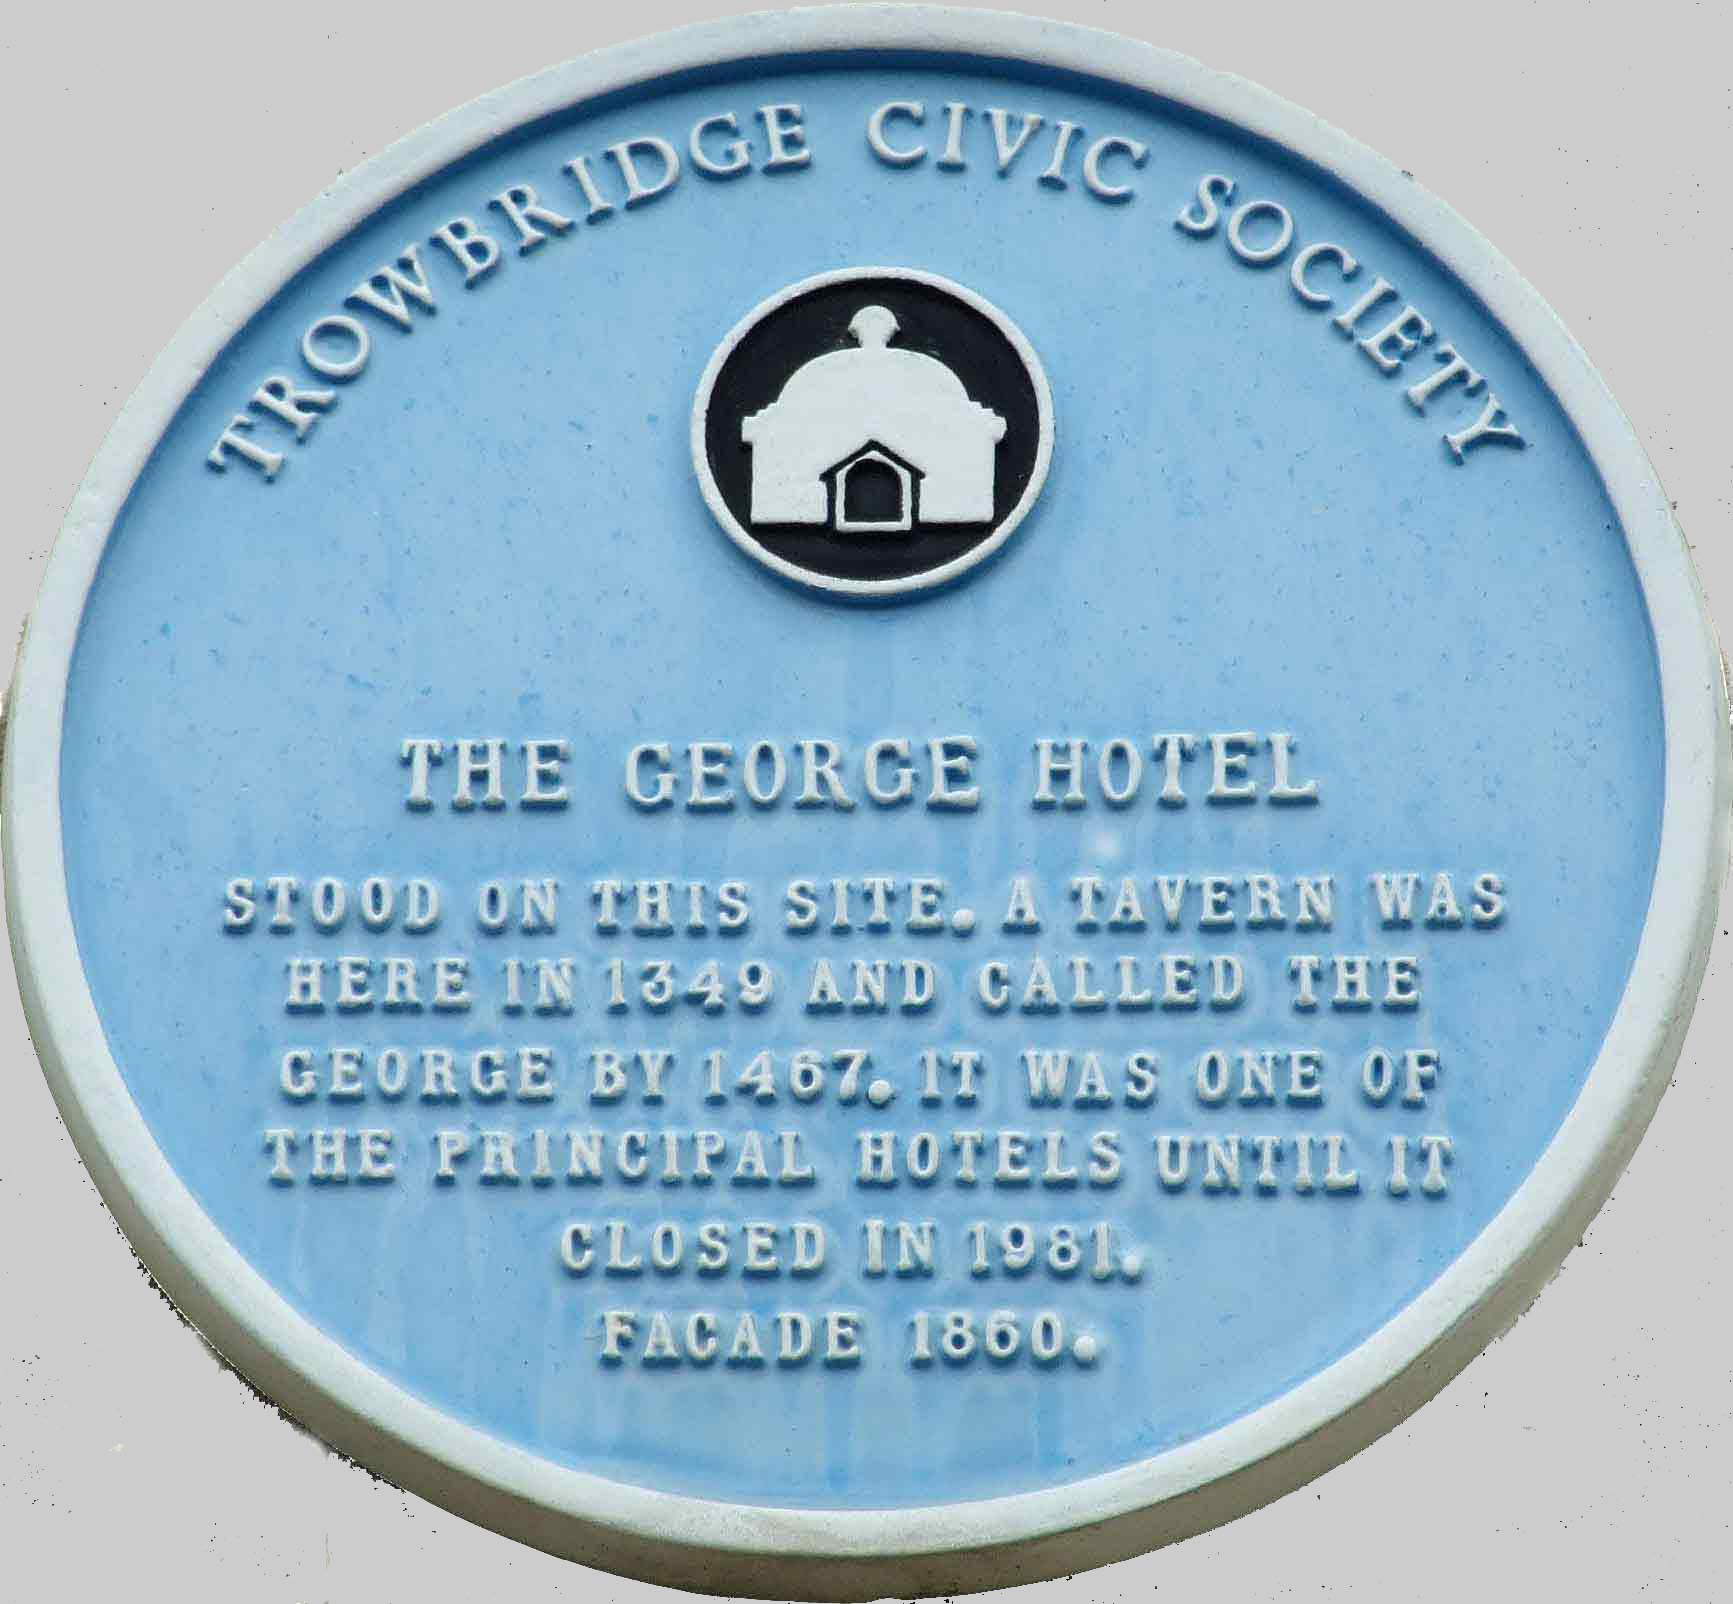 TROWBRIDGE CIVIC SOCIETY
THE GEORGE HOTEL
STOOD ON THIS SITE. A TAVERN WAS
HERE IN 1349 AND CALLED THE
GEORGE BY 1467. IT WAS ONE OF
THE PRINCIPAL HOTELS UNTIL IT
CLOSED IN 1981.
FACADE 1860.